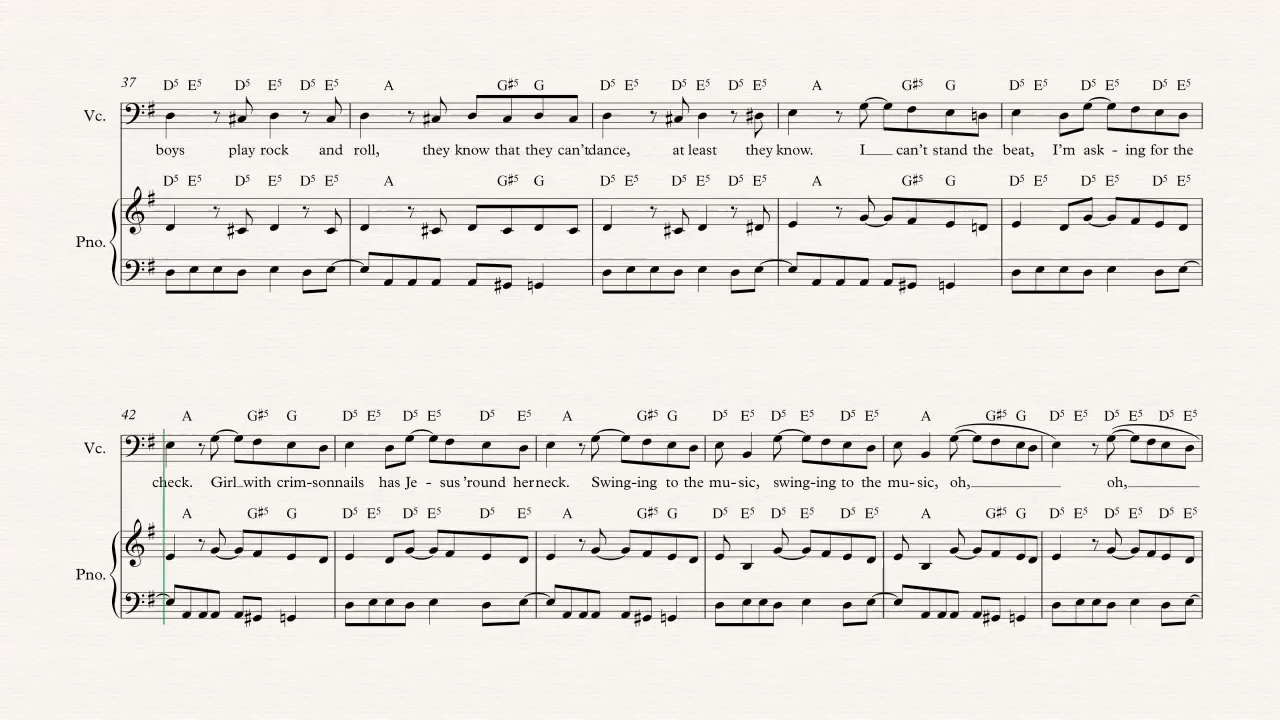 37
D5 E5 D5 E5 D5 E5 A G#5 G D5 E5 D5 E5 D5 E5 A G#5 G D5 E5 D5 E5 D5 E5
Vc.
boys play rock and roll, they know that they can't dance, at least they know. I can't stand the beat, I'm ask - ing for the
D5 E5 D5 E5 D5 E5 A G#5 G D5 E5 D5 E5 D5 E5 A G#5 G D5 E5 D5 E5 D5 E5
Pno.
42
A G#5 G D5 E5 D5 E5 D5 E5 A G#5 G D5 E5 D5 E5 D5 E5 A G#5 G D5 E5 D5 E5 D5 E5
Vc.
check. Girl with crim-son nails has Je - sus 'round her neck. Swing-ing to the mu-sic, swing-ing to the mu-sic, oh, oh,
A G#5 G D5 E5 D5 E5 D5 E5 A G#5 G D5 E5 D5 E5 D5 E5 A G#5 G D5 E5 D5 E5 D5 E5
Pno.